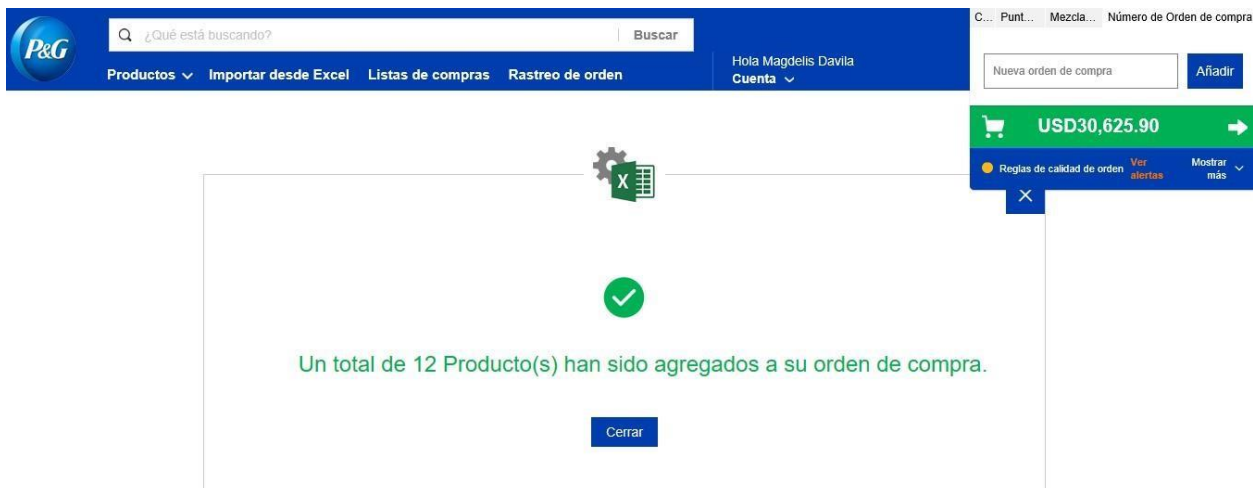 P&G
¿Qué está buscando?
Buscar
Productos
Importar desde Excel
Listas de compras
Rastreo de orden
Hola Magdelis Davila
Cuenta
C... Punt... Mezcla... Número de Orden de compra
Nueva orden de compra
Añadir
USD30,625.90
Reglas de calidad de orden
Ver
alertas
Mostrar
más
X
Un total de 12 Producto(s) han sido agregados a su orden de compra.
Cerrar